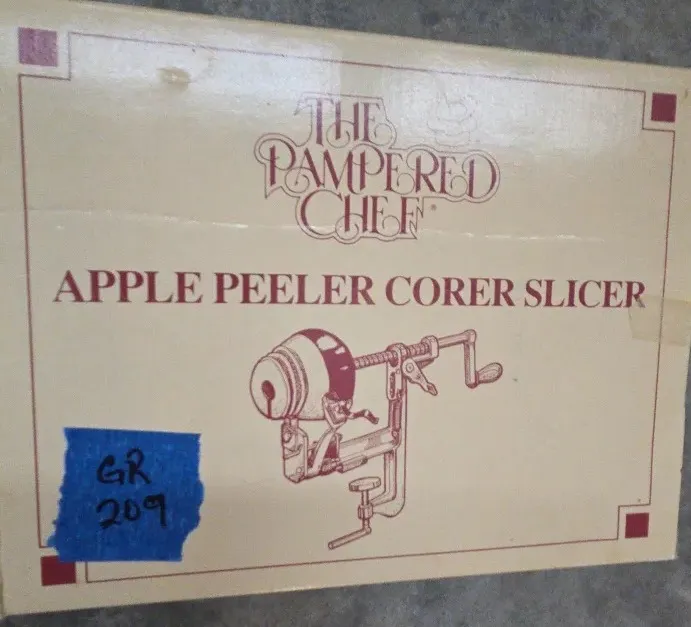 THE
PAMPERED
CHEF®
APPLE PEELER CORER SLICER
GR
209